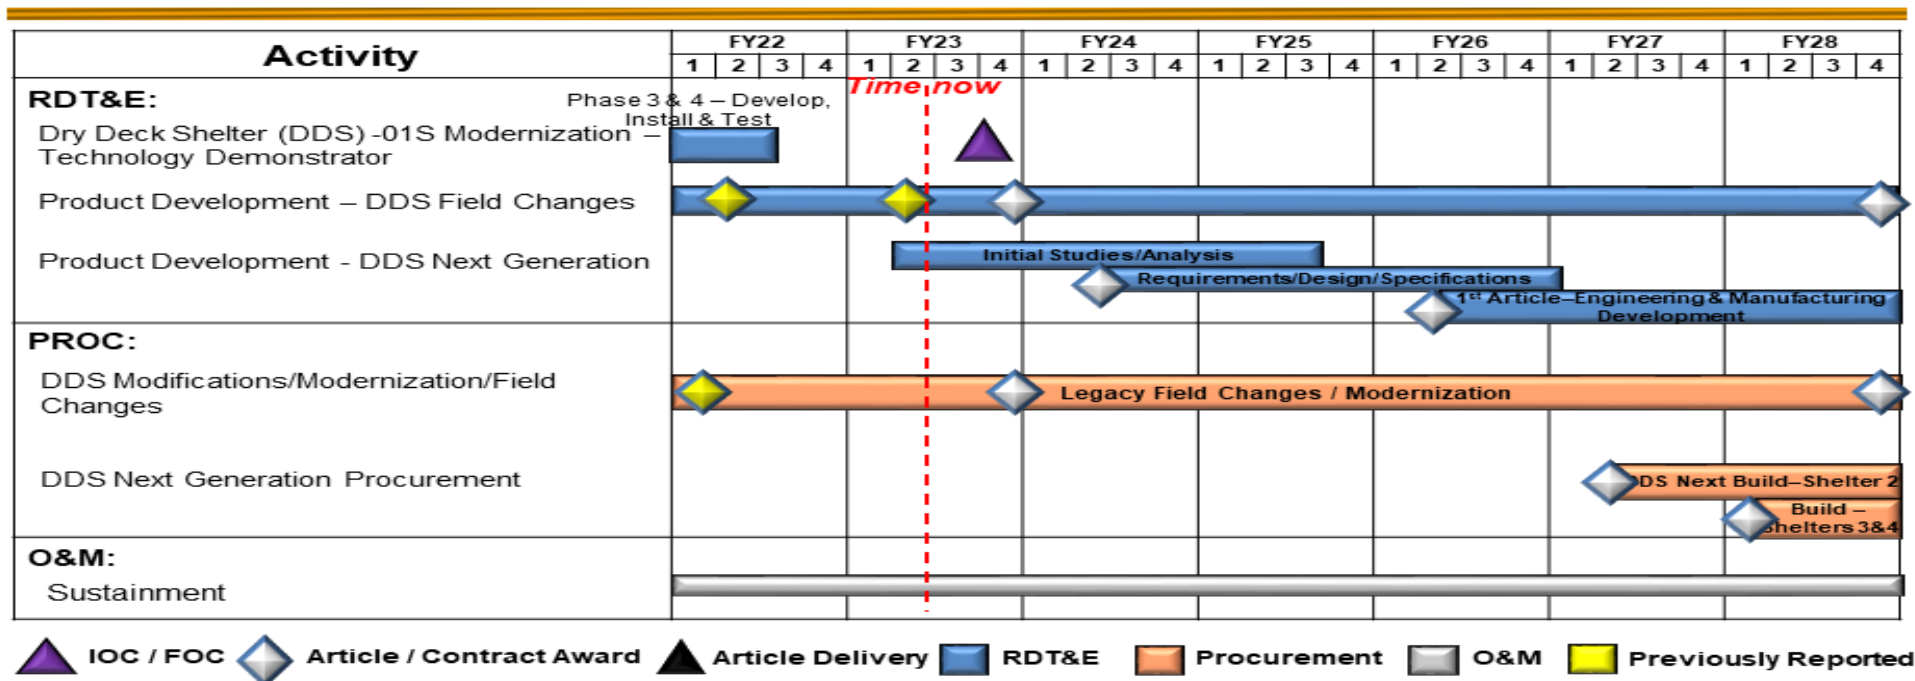 Activity
FY22 FY23 FY24 FY25 FY26 FY27 FY28
1 2 3 4 1 2 3 4 1 2 3 4 1 2 3 4 1 2 3 4 1 2 3 4 1 2 3 4
Time now
RDT&E:
Phase 3 & 4 – Develop,
Install & Test
Dry Deck Shelter (DDS) -01S Modernization –
Technology Demonstrator
Product Development – DDS Field Changes
Product Development - DDS Next Generation
Initial Studies/Analysis
Requirements/Design/Specifications
1st Article–Engineering & Manufacturing
Development
PROC:
DDS Modifications/Modernization/Field
Changes
Legacy Field Changes / Modernization
DDS Next Generation Procurement
DDS Next Build–Shelter 2
Build –
Shelters 3&4
O&M:
Sustainment
IOC / FOC Article / Contract Award Article Delivery RDT&E Procurement O&M Previously Reported